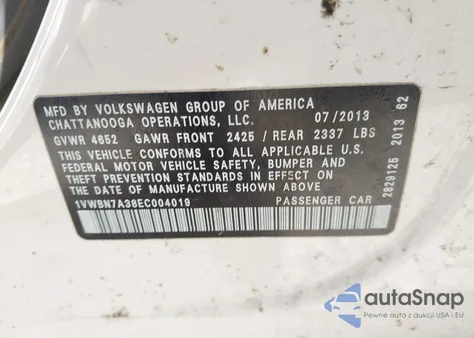 MFD BY VOLKSWAGEN GROUP OF AMERICA
CHATTANOOGA OPERATIONS, LLC. 07/2013
GVWR 4652 GAWR FRONT 2425 / REAR 2337 LBS
THIS VEHICLE CONFORMS TO ALL APPLICABLE U.S.
FEDERAL MOTOR VEHICLE SAFETY, BUMPER AND
THEFT PREVENTION STANDARDS IN EFFECT ON
THE DATE OF MANUFACTURE SHOWN ABOVE.
1VWBN7A38EC004019 PASSENGER CAR
2829126 2013 62
autoSnap
Pewne auta z aukcji USA i EU